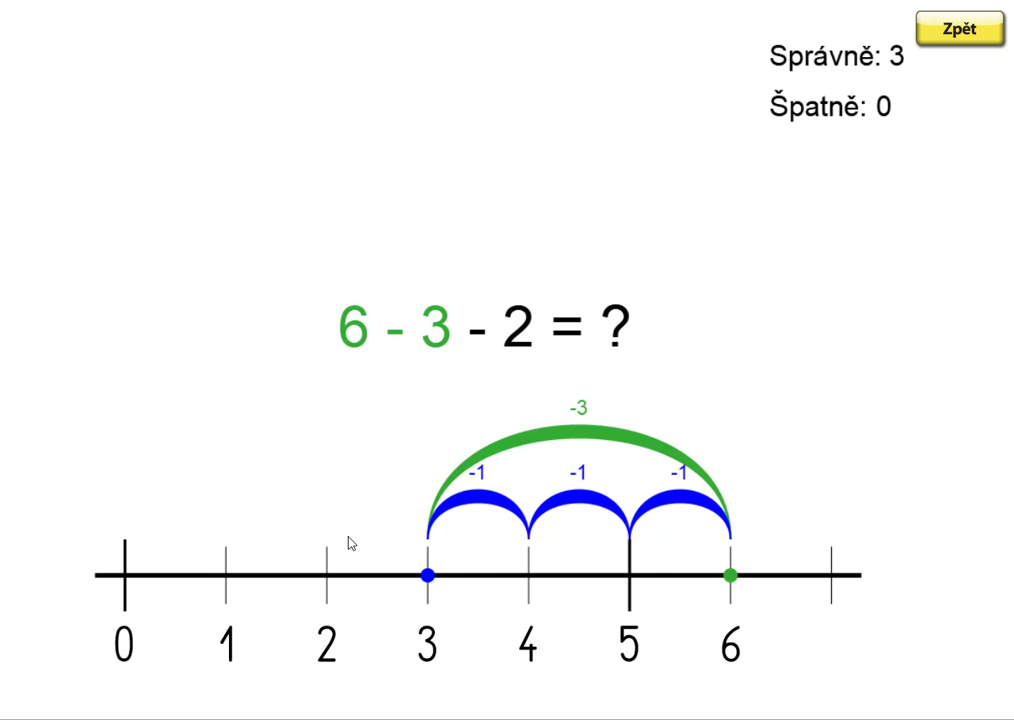 Zpět
Správně: 3
Špatně: 0
6 - 3 - 2 = ?
-3
-1 -1 -1
0 1 2 3 4 5 6